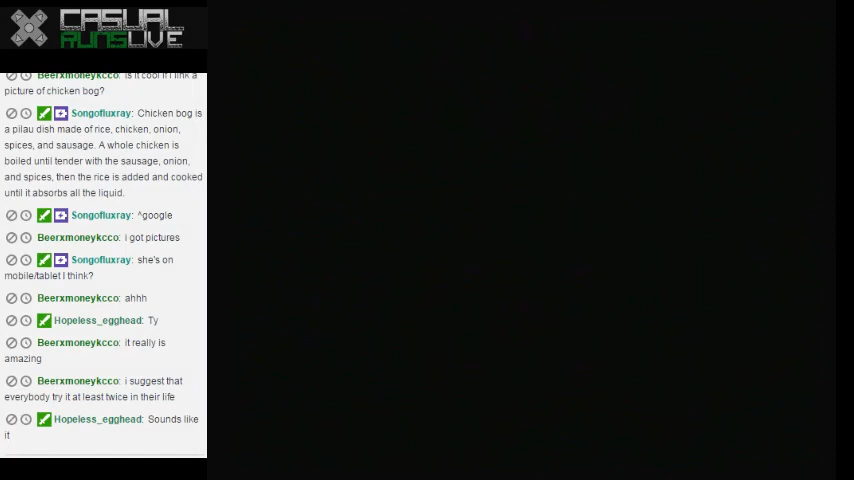 CASUAL
RUNSLIVE
Beerxmoneykcco: is it cool if i link a
picture of chicken bog?
Songofluxray: Chicken bog is
a pilau dish made of rice, chicken, onion,
spices, and sausage. A whole chicken is
boiled until tender with the sausage, onion,
and spices, then the rice is added and cooked
until it absorbs all the liquid.
Songofluxray: ^google
Beerxmoneykcco: i got pictures
Songofluxray: she's on
mobile/tablet I think?
Beerxmoneykcco: ahhh
Hopeless_egghead: Ty
Beerxmoneykcco: it really is
amazing
Beerxmoneykcco: i suggest that
everybody try it at least twice in their life
Hopeless_egghead: Sounds like
it